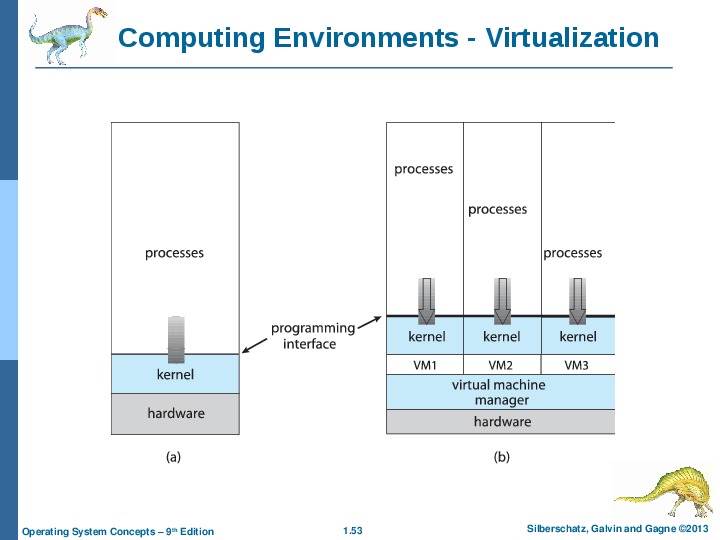 Computing Environments - Virtualization
processes
kernel
hardware
(a)
programming
interface
processes
processes
processes
kernel
kernel
kernel
VM1
VM2
VM3
virtual machine
manager
hardware
(b)
Operating System Concepts – 9th Edition
1.53
Silberschatz, Galvin and Gagne ©2013